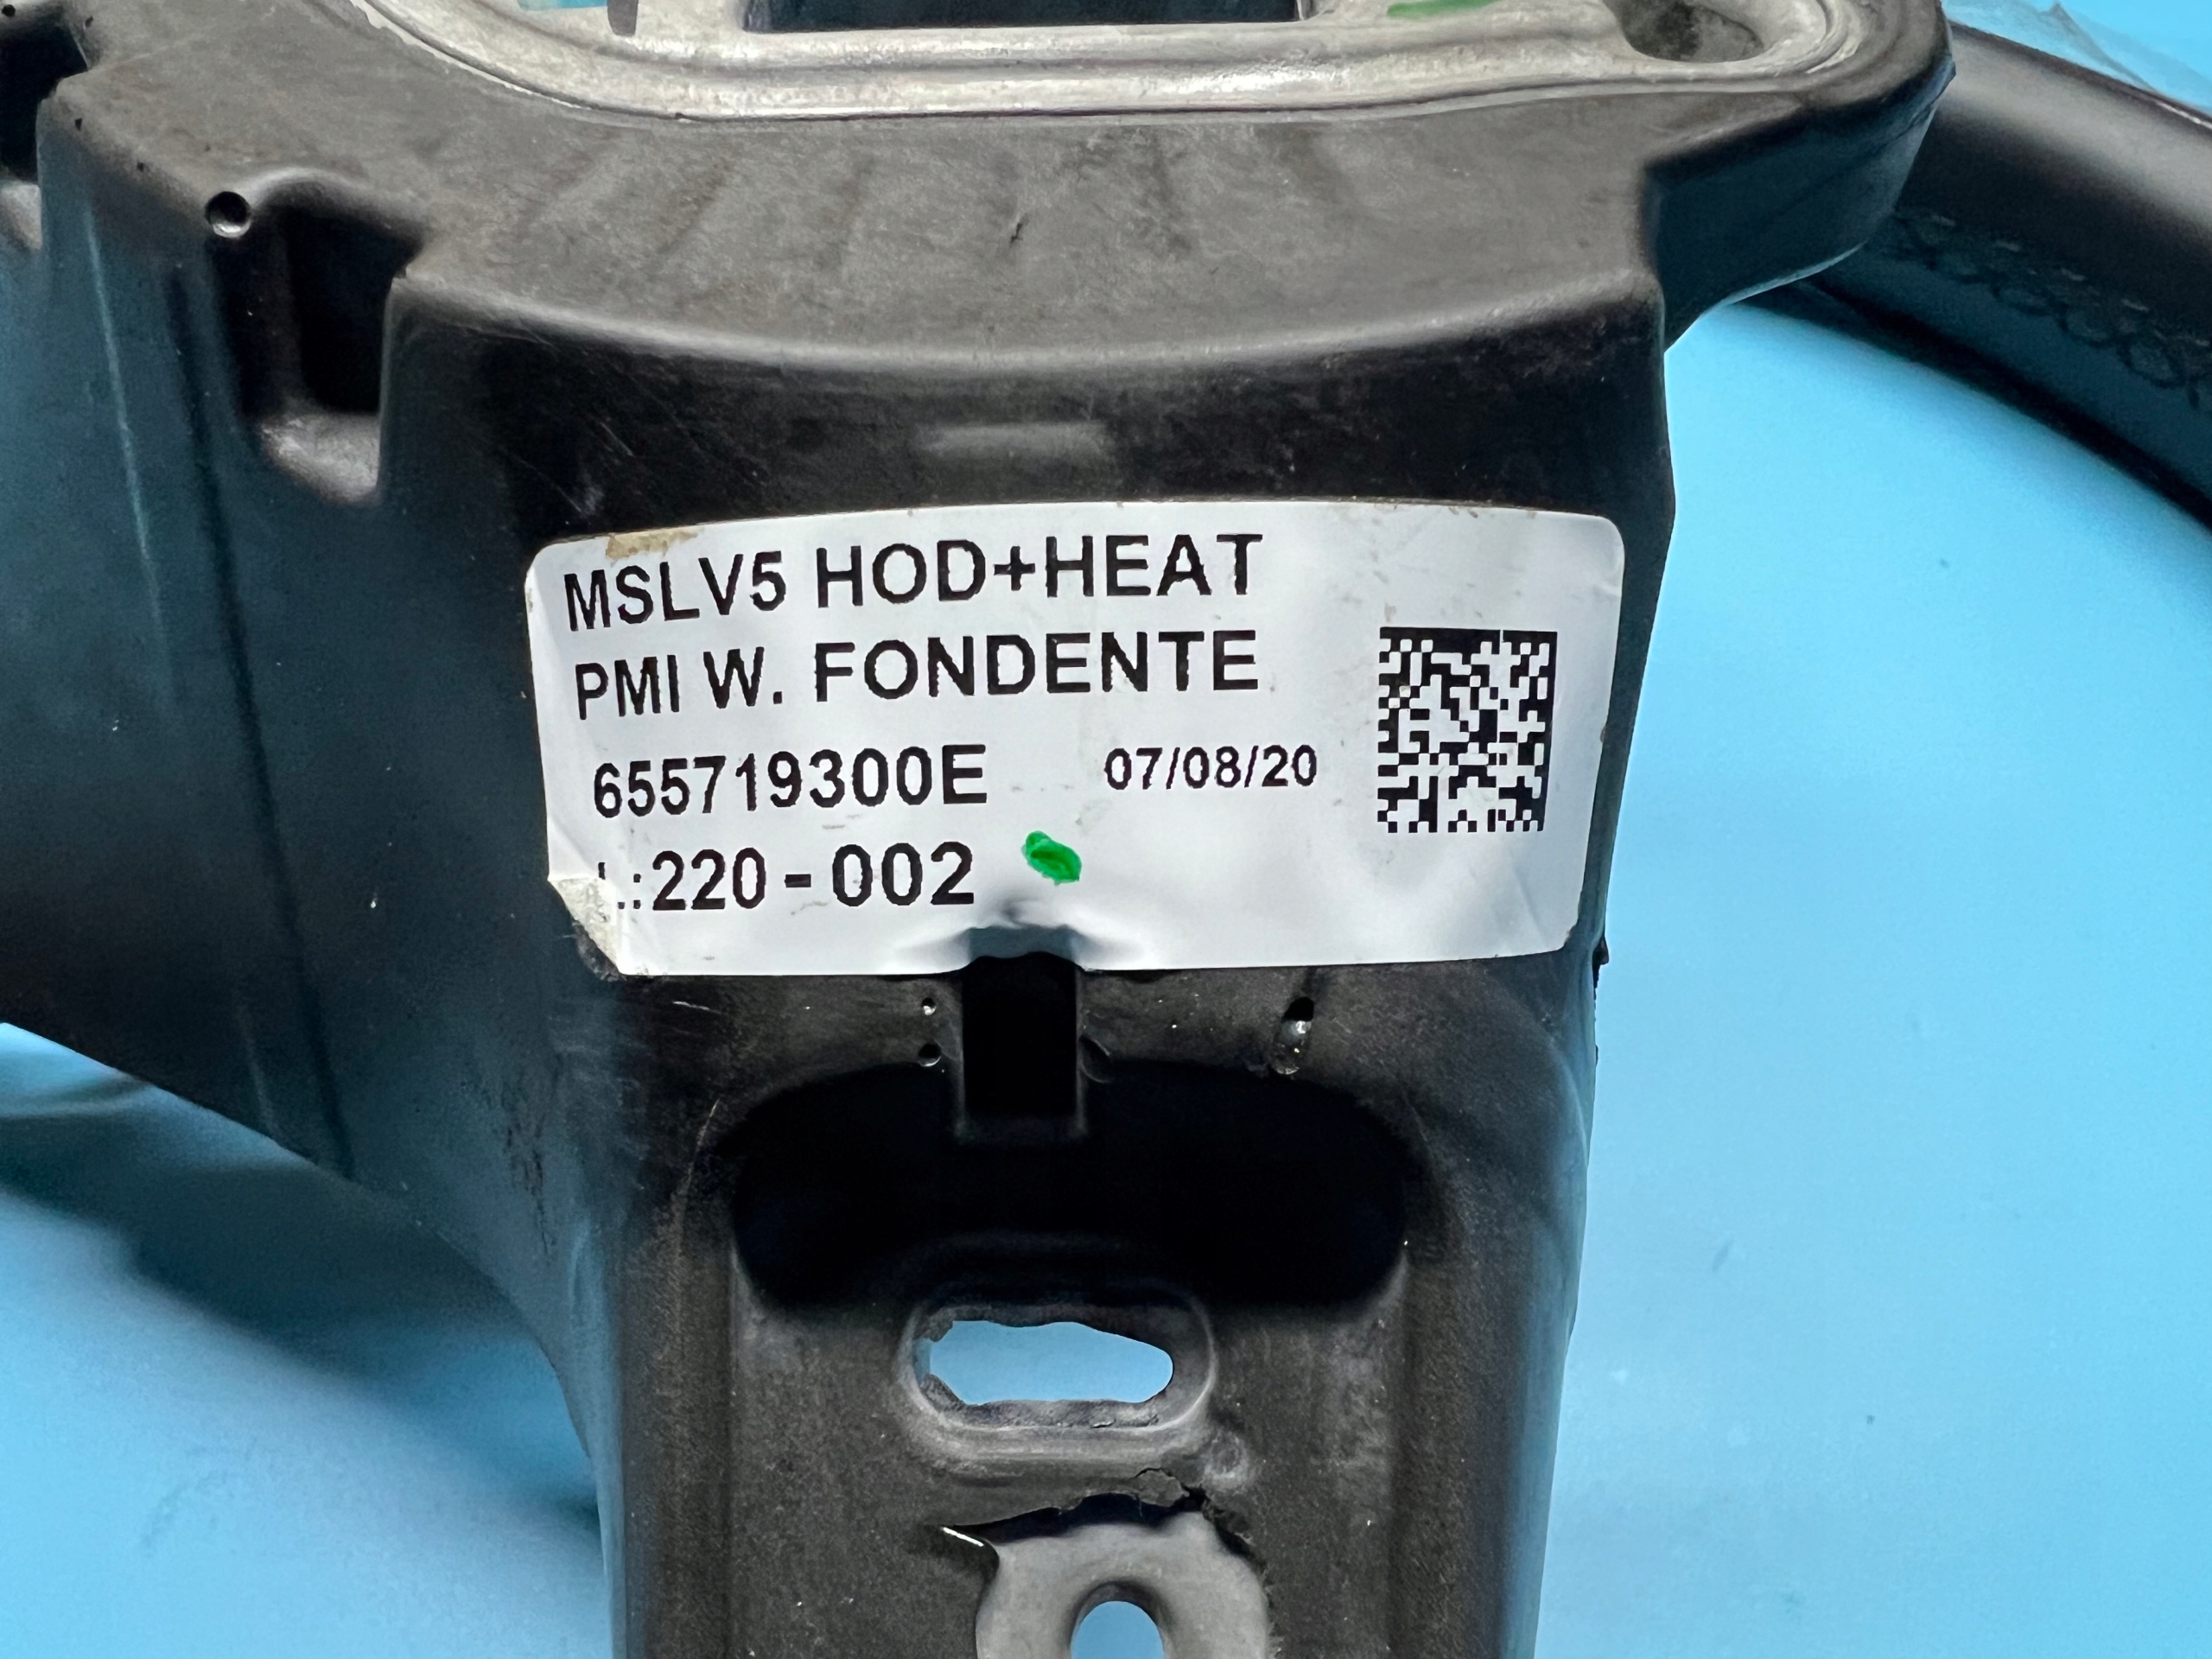 MSLV5 HOD+HEAT
PMI W. FONDENTE
655719300E 07/08/20
L.:220-002